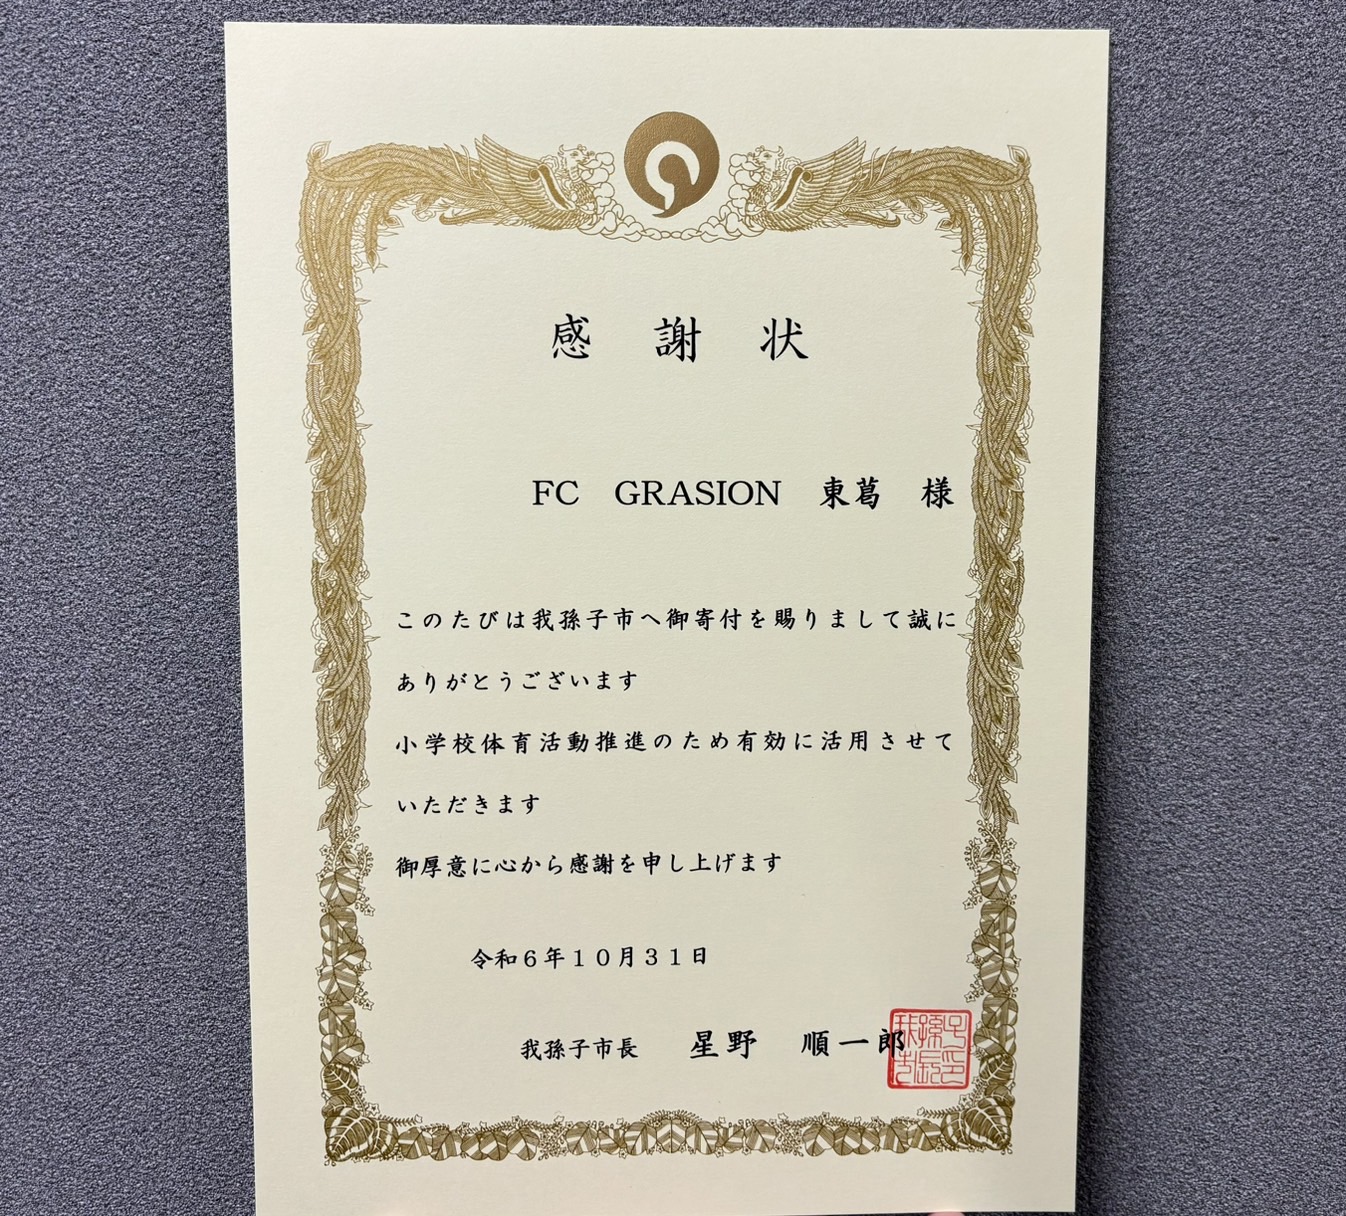 感　謝　状
FC　GRASION　東葛　様
このたびは我孫子市へ御寄付を賜りまして誠に
ありがとうございます
小学校体育活動推進のため有効に活用させて
いただきます
御厚意に心から感謝を申し上げます
令和６年１０月３１日
我孫子市長　星野　順一郎